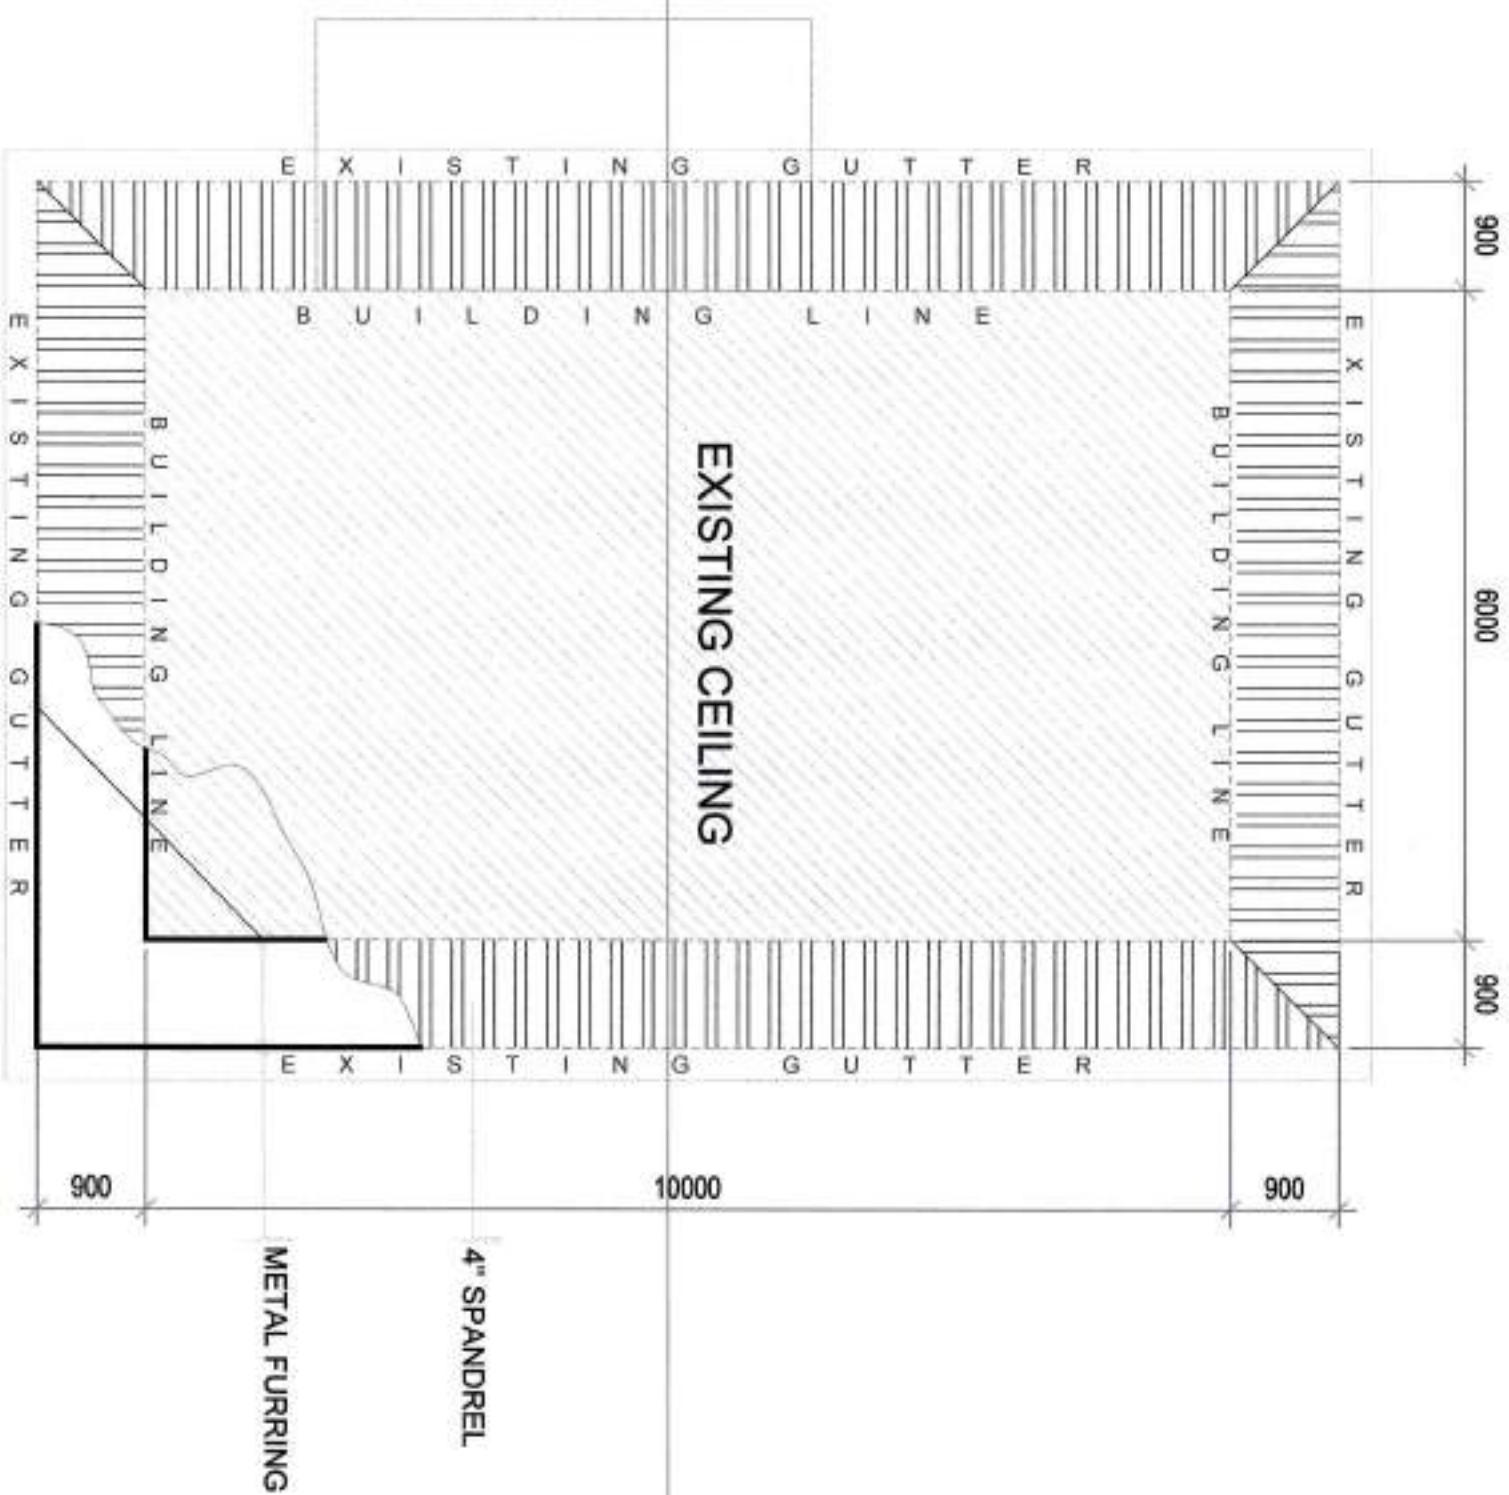 EXISTING GUTTER
900
BUILDING LINE
EXISTING GUTTER
BUILDING LINE
EXISTING CEILING
BUILDING LINE
EXISTING GUTTER
6000
900
EXISTING GUTTER
900
10000
900
METAL FURRING
4" SPANDREL